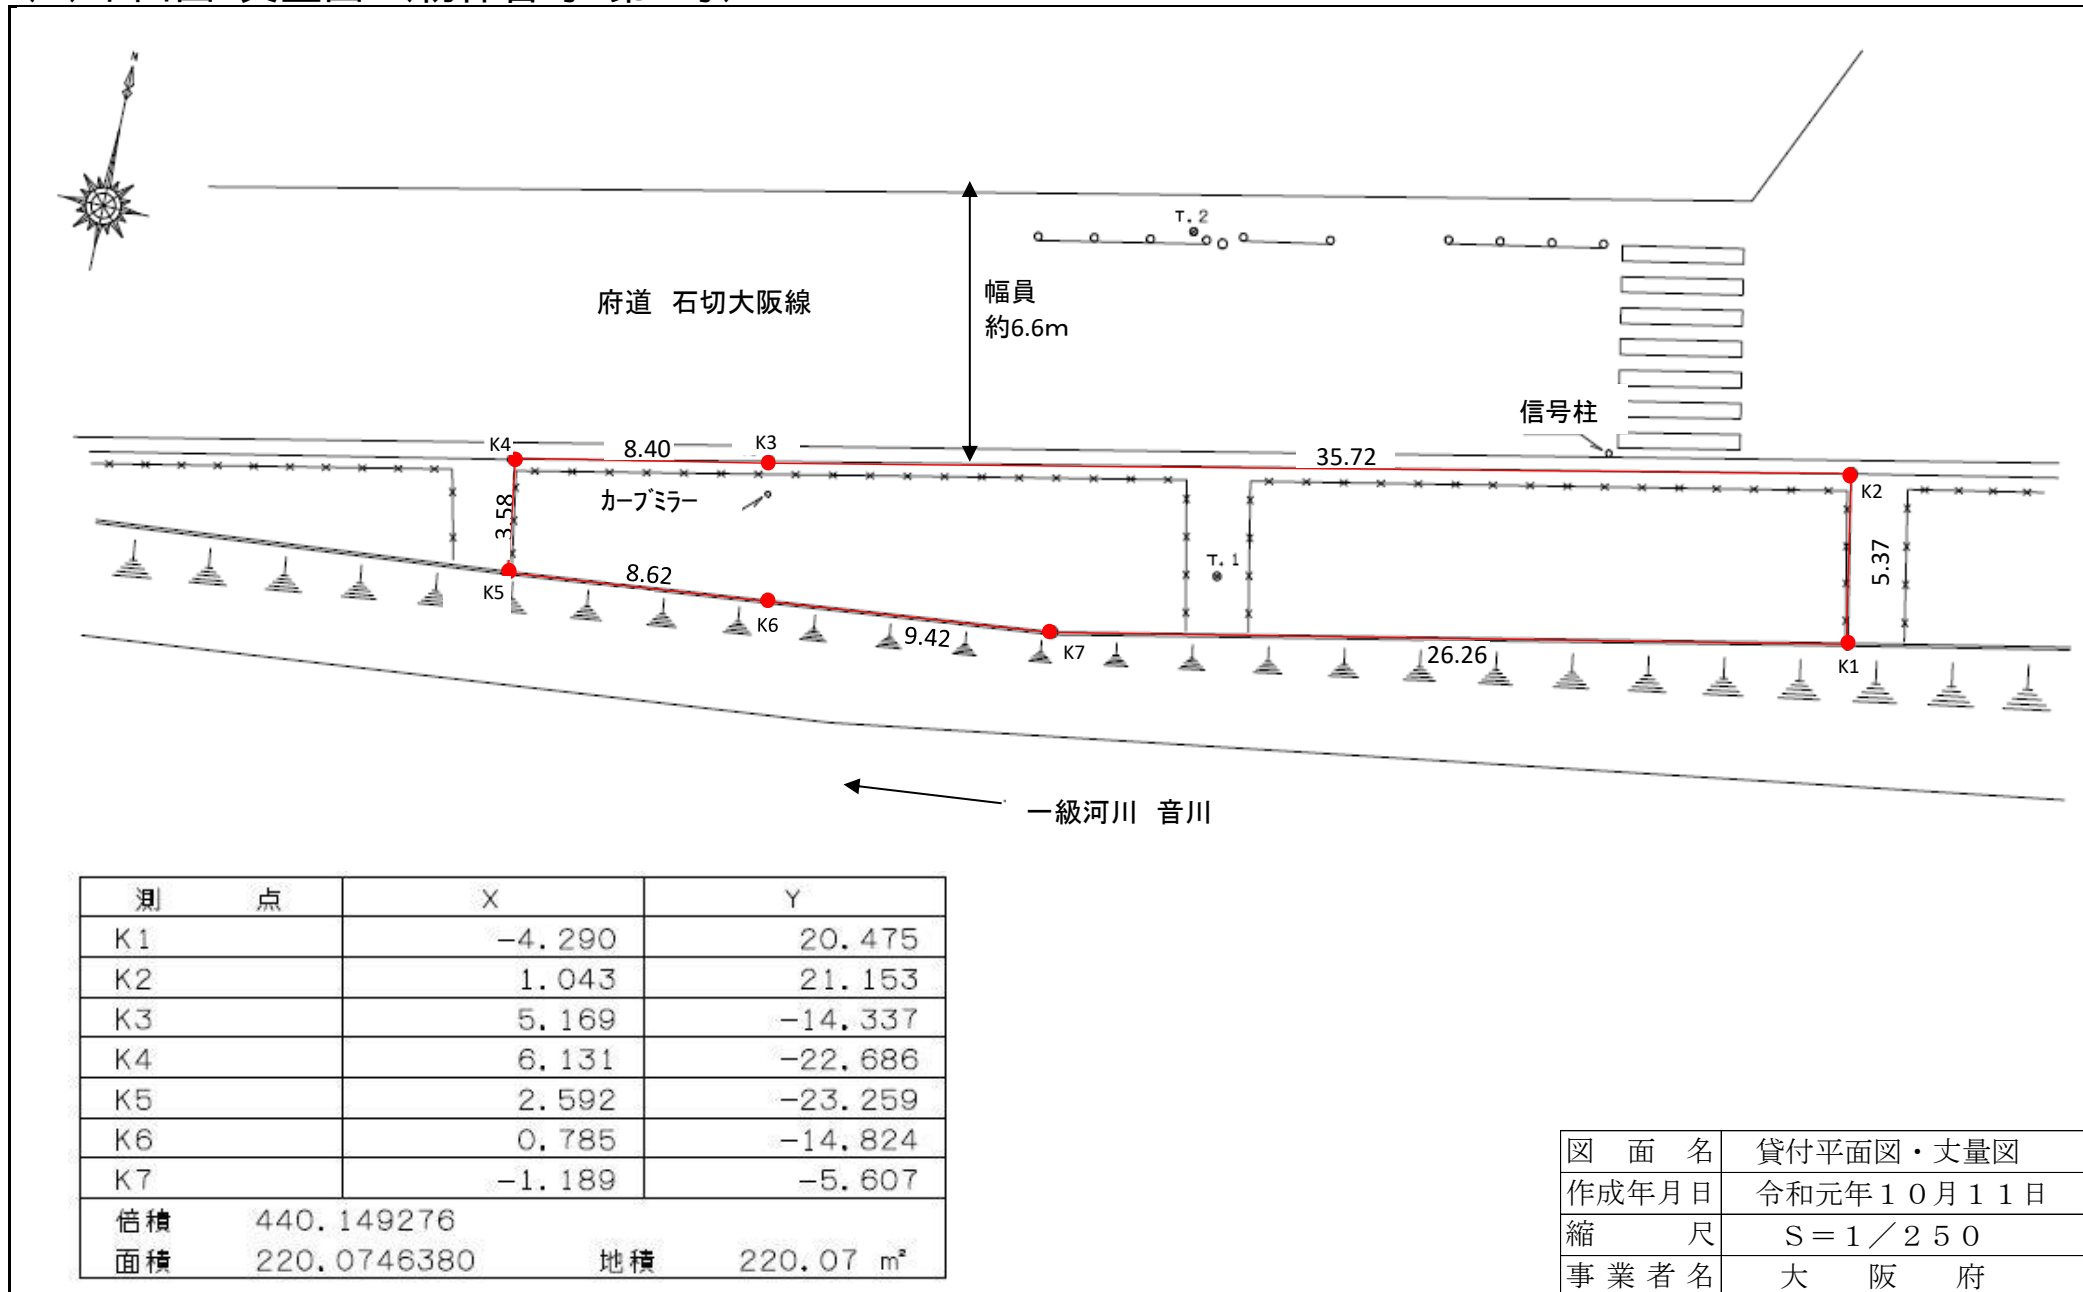 N
T.2
府道 石切大阪線
幅員
約6.6m
信号柱
K4
8.40
K3
35.72
K2
カーブミラー
3.58
T.1
5.37
K5
8.62
K6
9.42
K7
26.26
K1
一級河川 音川
測 点 X Y
K1 -4.290 20.475
K2 1.043 21.153
K3 5.169 -14.337
K4 6.131 -22.686
K5 2.592 -23.259
K6 0.785 -14.824
K7 -1.189 -5.607
倍積 440.149276
面積 220.0746380 地積 220.07 ㎡
図面名 貸付平面図・丈量図
作成年月日 令和元年１０月１１日
縮尺 Ｓ＝１／２５０
事業者名 大阪府